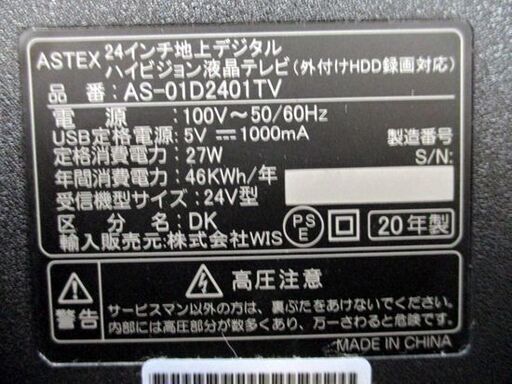 ASTEX 24インチ地上デジタル
ハイビジョン液晶テレビ(外付けHDD録画対応)
品 番:AS-01D2401TV
電 源:100V～50/60Hz
USB定格電源:5V⎓1000mA
製造番号
定格消費電力:27W
S/N:
年間消費電力:46KWh/年
受信機型サイズ:24V型
区 分 名:DK
PSE
20年製
輸入販売元:株式会社WIS
警告
高圧注意
サービスマン以外の方は、裏ぶたをあけないでください。
内部には高圧部分が数多くあり、万一さわると危険です。
MADE IN CHINA